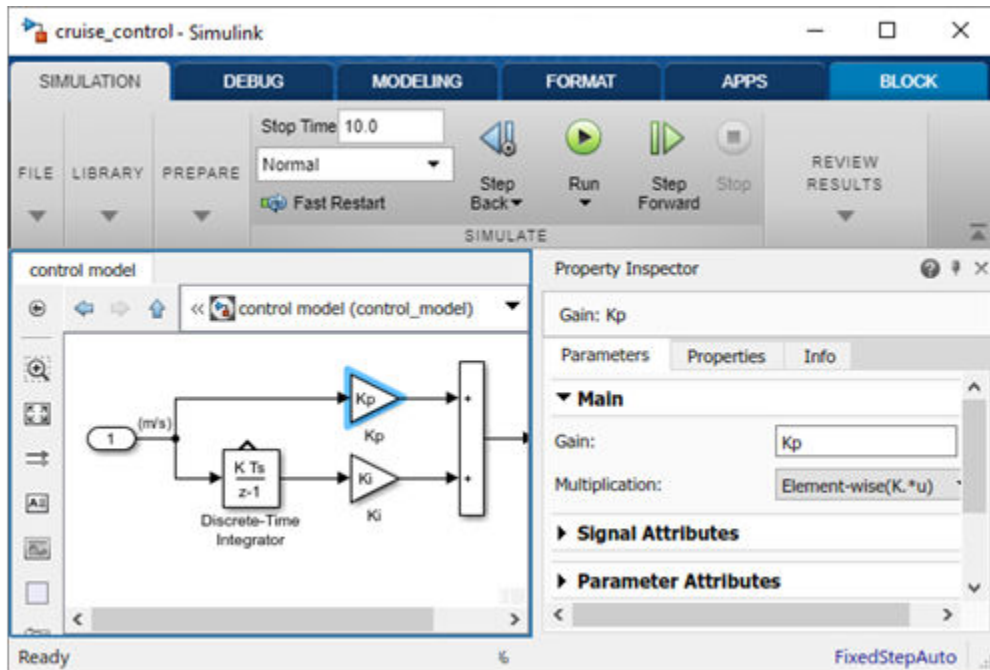 cruise_control - Simulink
SIMULATION DEBUG MODELING FORMAT APPS BLOCK
FILE LIBRARY PREPARE
Stop Time 10.0
Normal
Fast Restart
Step Back
Run
Step Forward
Stop
SIMULATE
REVIEW RESULTS
control model
« control model (control_model)
1
(m/s)
Kp
Kp
K Ts
z-1
Discrete-Time
Integrator
Ki
Ki
+
+
Property Inspector
Gain: Kp
Parameters Properties Info
Main
Gain: Kp
Multiplication: Element-wise(K.*u)
Signal Attributes
Parameter Attributes
Ready
FixedStepAuto